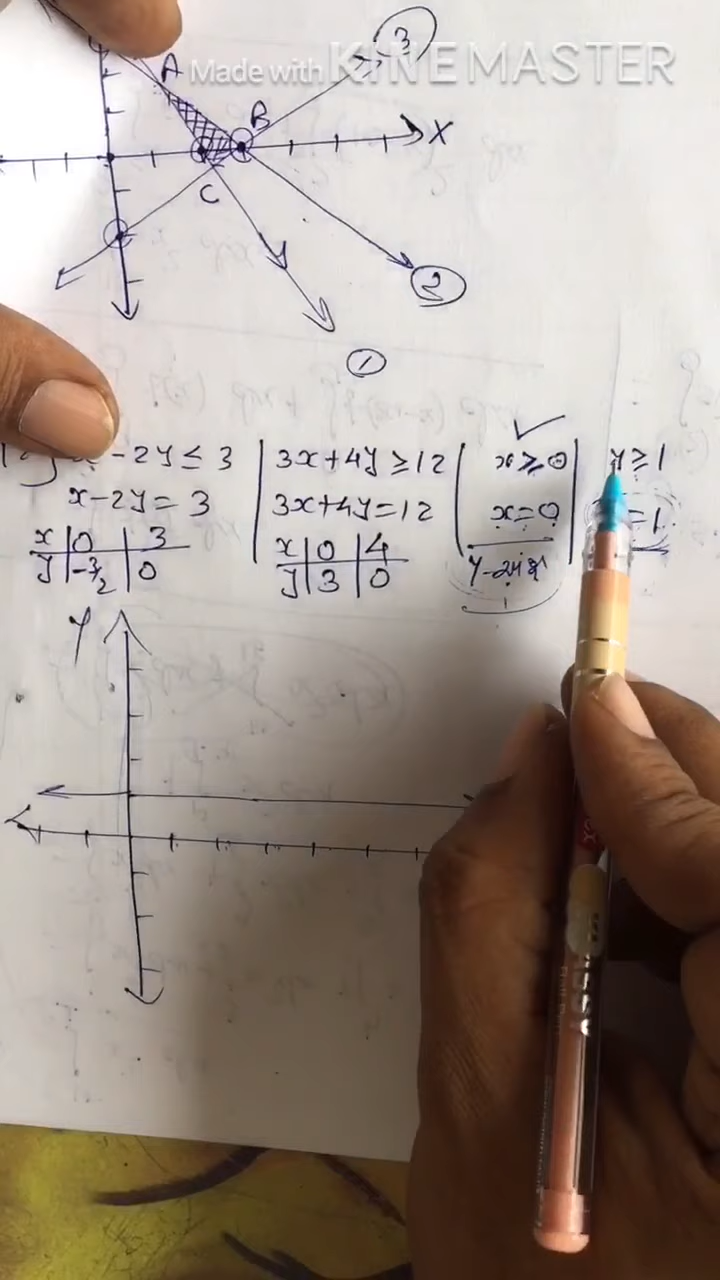 3
Made with KINEMASTER
A
B
X
C
2
1
- 2y ≤ 3 | 3x + 4y ≥ 12 | x ≥ 0 | y ≥ 1
x - 2y = 3 | 3x + 4y = 12 | x = 0 | = 1
x | 0 | 3 x | 0 | 4
y | -3/2 | 0 y | 3 | 0
Y